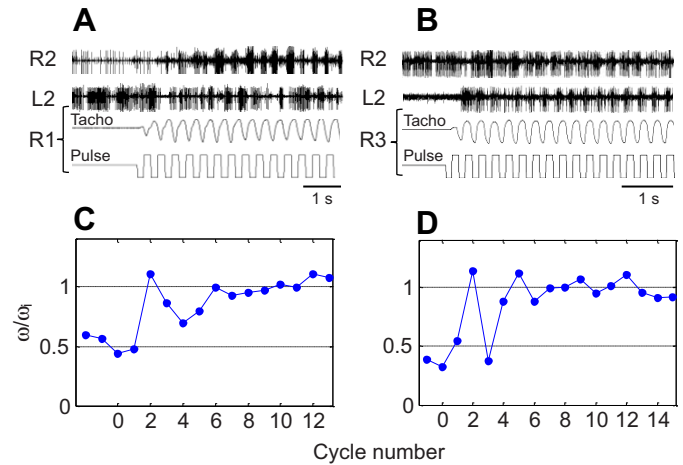 A
B
R2
R2
L2
L2
Tacho
Tacho
R1
R3
Pulse
Pulse
1 s
1 s
C
D
ω/ωi
1
0.5
0
0 2 4 6 8 10 12
1
0.5
0
0 2 4 6 8 10 12 14
Cycle number